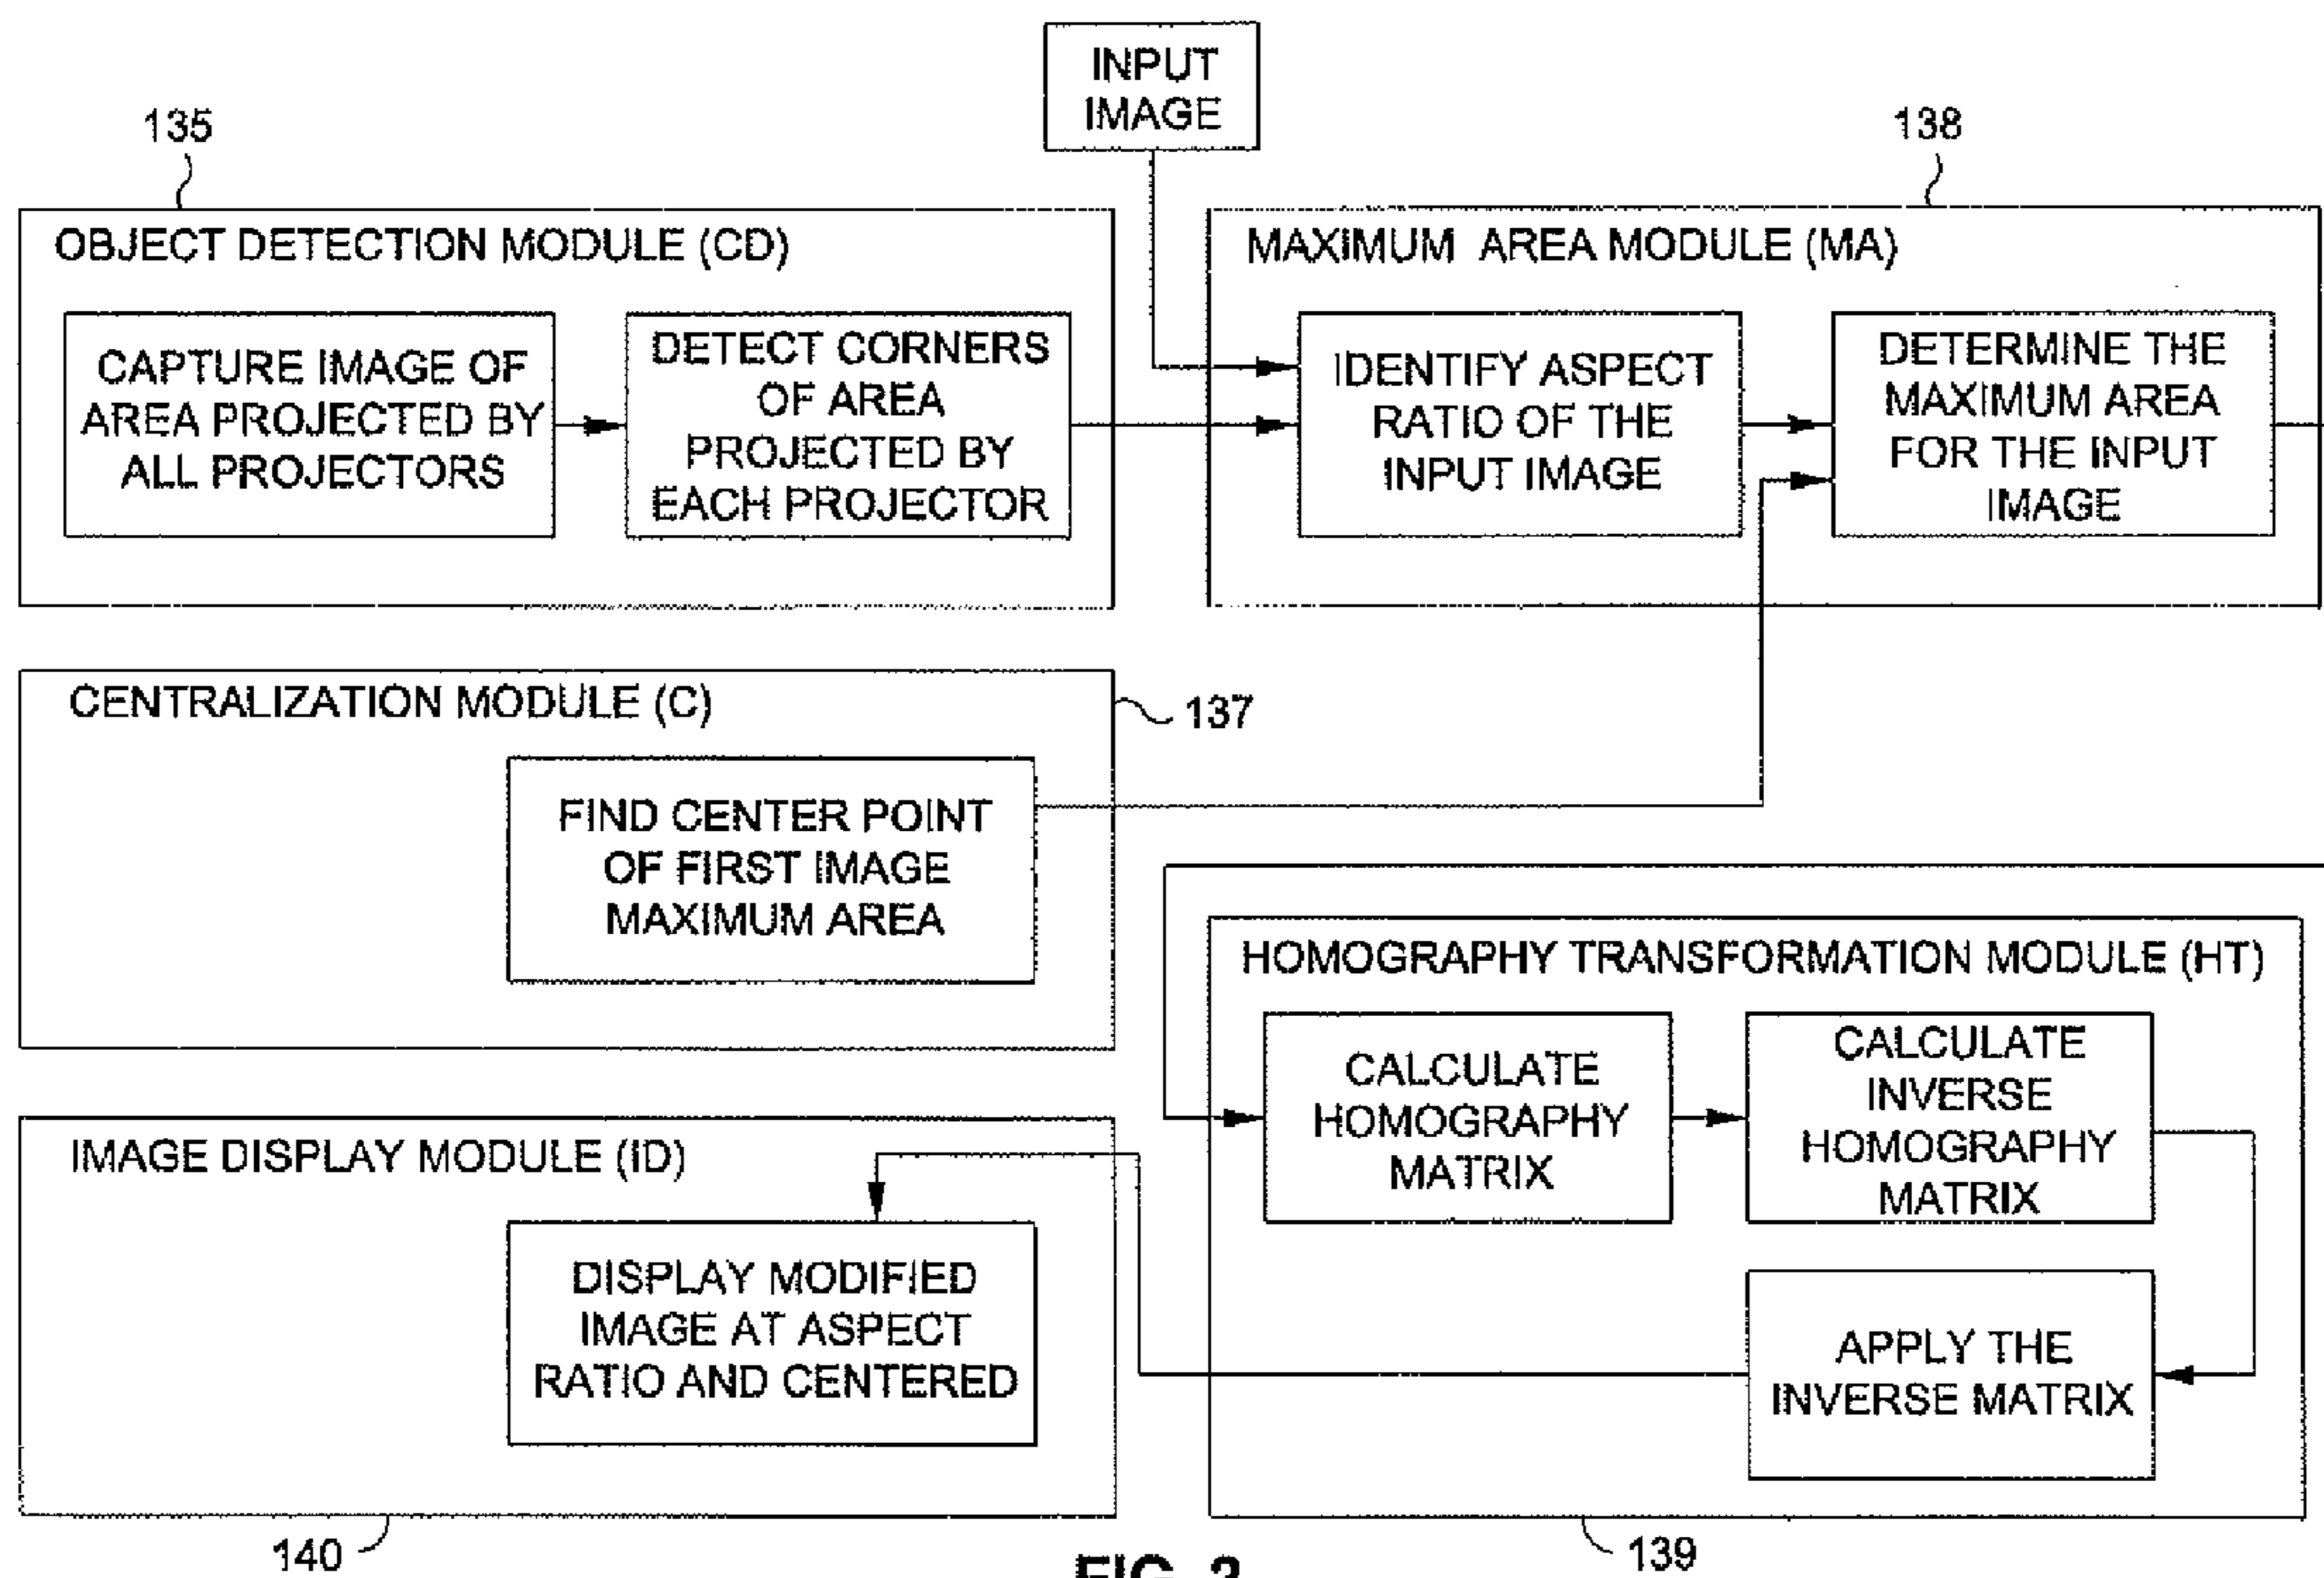 INPUT
IMAGE
135
138
OBJECT DETECTION MODULE (CD)
CAPTURE IMAGE OF
AREA PROJECTED BY
ALL PROJECTORS
DETECT CORNERS
OF AREA
PROJECTED BY
EACH PROJECTOR
MAXIMUM AREA MODULE (MA)
IDENTIFY ASPECT
RATIO OF THE
INPUT IMAGE
DETERMINE THE
MAXIMUM AREA
FOR THE INPUT
IMAGE
CENTRALIZATION MODULE (C)
137
FIND CENTER POINT
OF FIRST IMAGE
MAXIMUM AREA
HOMOGRAPHY TRANSFORMATION MODULE (HT)
CALCULATE
HOMOGRAPHY
MATRIX
CALCULATE
INVERSE
HOMOGRAPHY
MATRIX
APPLY THE
INVERSE MATRIX
IMAGE DISPLAY MODULE (ID)
DISPLAY MODIFIED
IMAGE AT ASPECT
RATIO AND CENTERED
140
139